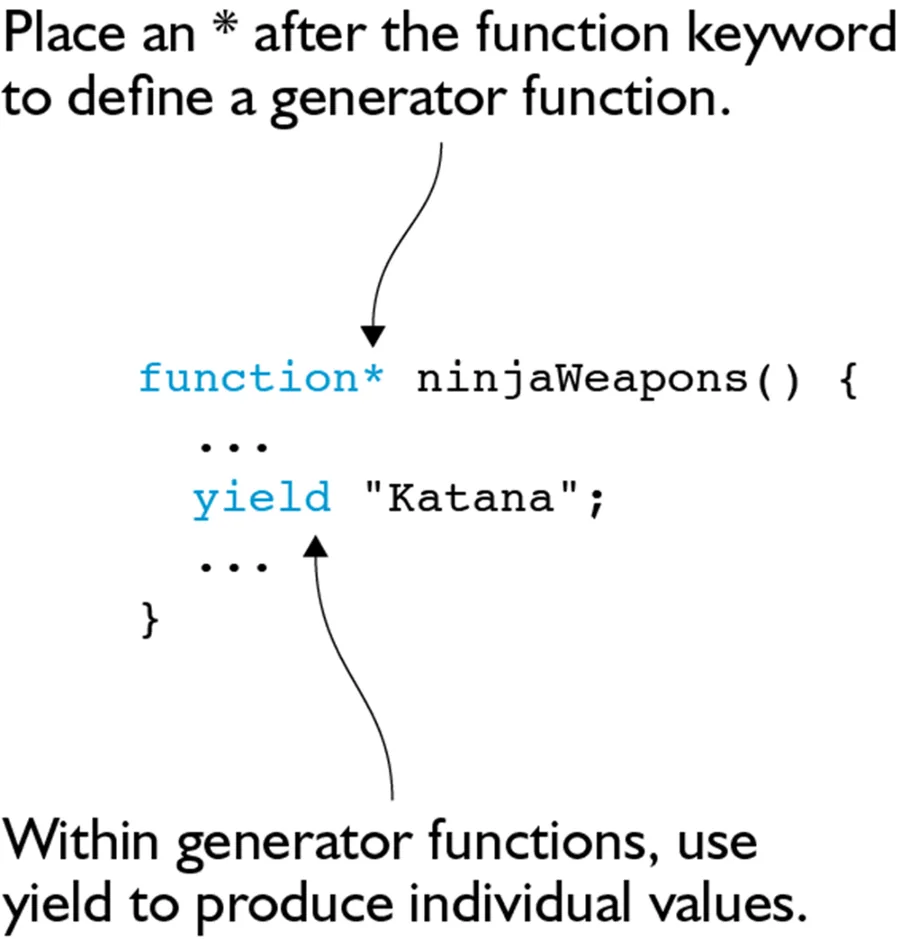 Place an * after the function keyword
to define a generator function.
function* ninjaWeapons() {
...
yield "Katana";
...
}
Within generator functions, use
yield to produce individual values.